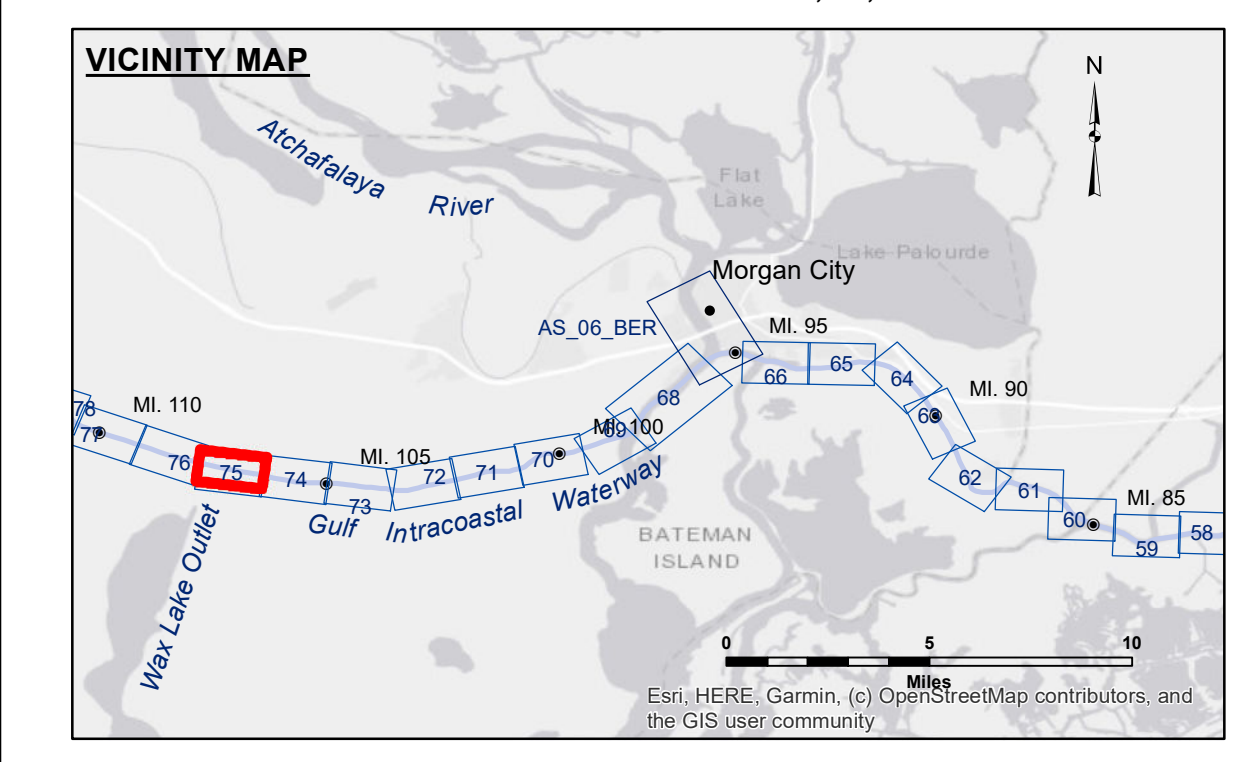 VICINITY MAP
N
Atchafalaya
River
Flat
Lake
Lake Palourde
Morgan City
AS_06_BER
MI. 95
66
65
64
68
MI. 90
63
MI. 110
78
77
76
75
74
MI. 105
73
72
71
70
69
MI. 100
62
61
60
MI. 85
59
58
Gulf Intracoastal Waterway
Wax Lake Outlet
BATEMAN
ISLAND
0 5 10
Miles
Esri, HERE, Garmin, (c) OpenStreetMap contributors, and
the GIS user community